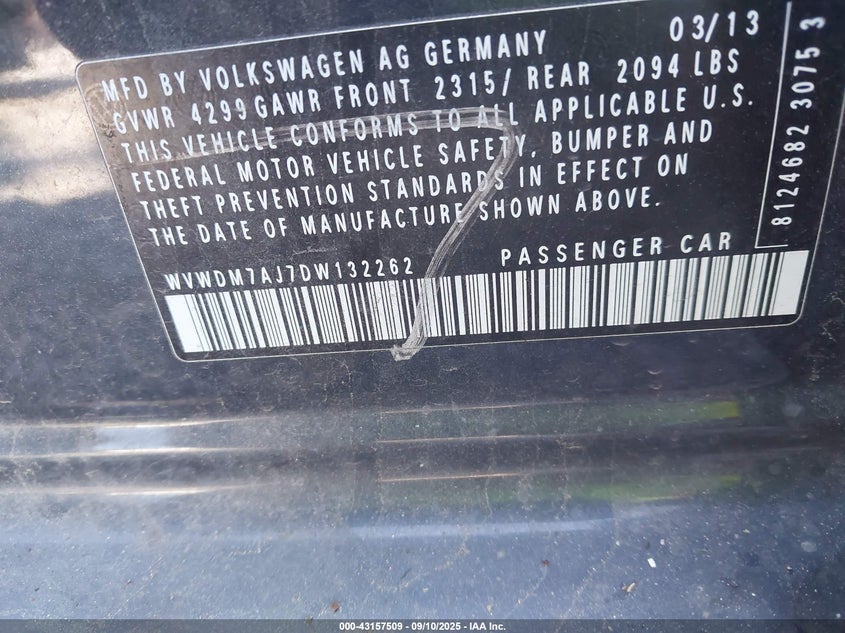 MFD BY VOLKSWAGEN AG GERMANY 03/13
GVWR 4299 GAWR FRONT 2315/ REAR 2094 LBS
THIS VEHICLE CONFORMS TO ALL APPLICABLE U.S.
FEDERAL MOTOR VEHICLE SAFETY, BUMPER AND
THEFT PREVENTION STANDARDS IN EFFECT ON
THE DATE OF MANUFACTURE SHOWN ABOVE.
WVWDM7AJ7DW132262 PASSENGER CAR
8124682 3075 3
000-43157509 - 09/10/2025 - IAA Inc.